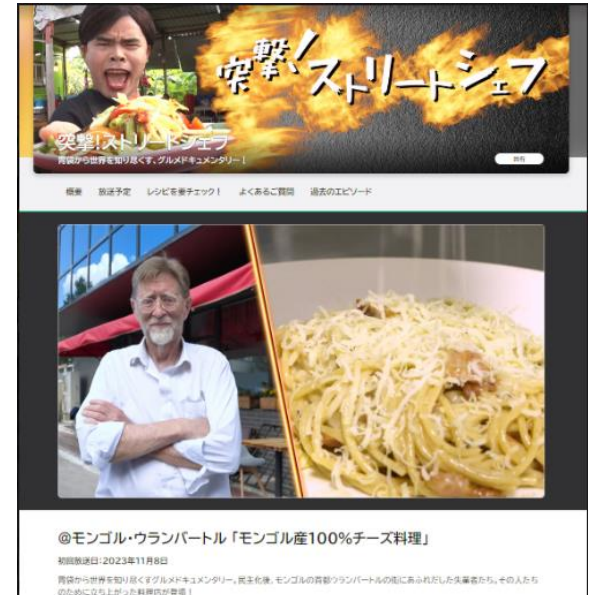 突撃!ストリートシェフ
突撃!ストリートシェフ
胃袋から世界を知り尽くす、グルメドキュメンタリー!
共有
概要 放送予定 レシピを要チェック! よくあるご質問 過去のエピソード
@モンゴル・ウランバートル「モンゴル産100%チーズ料理」
初回放送日:2023年11月8日
胃袋から世界を知り尽くすグルメドキュメンタリー。民主化後、モンゴルの首都ウランバートルの街にあふれだした失業者たち。その人たち
のために立ち上がった料理店が登場!